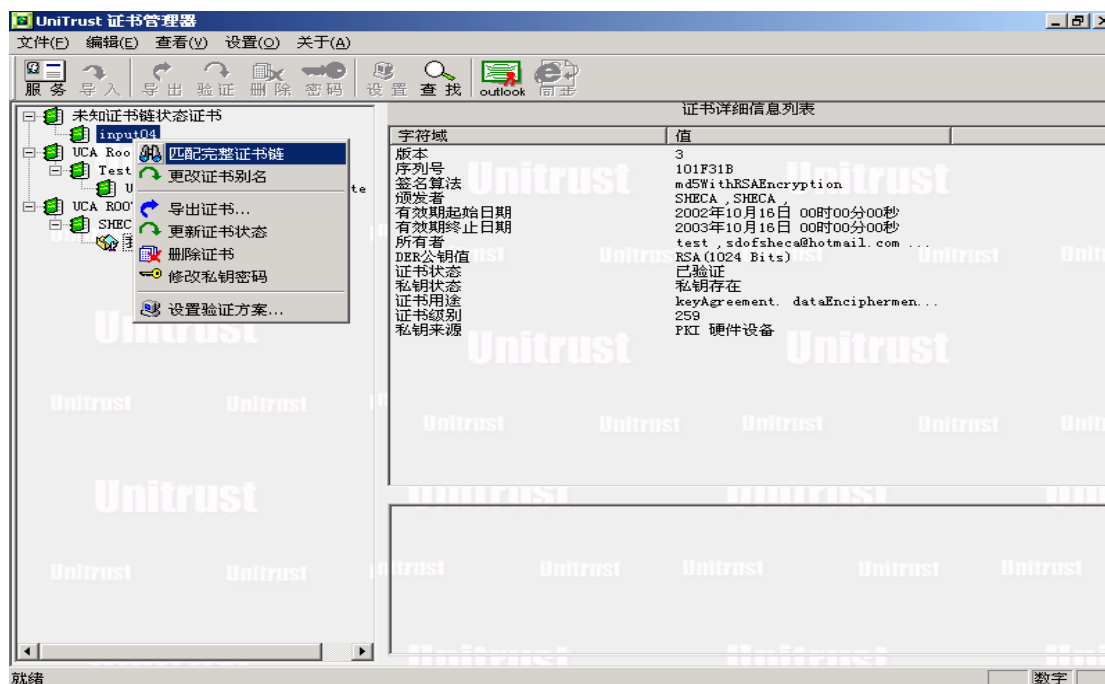 UniTrust 证书管理器
文件(F) 编辑(E) 查看(V) 设置(O) 关于(A)
服 务 导 入 导 出 验 证 删 除 密 码 设 置 查 找 outlook 同 步
未知证书链状态证书
input04
UCA Roo
Test
U
te
UCA ROO
SHEC
匹配完整证书链
更改证书别名
导出证书...
更新证书状态
删除证书
修改私钥密码
设置验证方案...
证书详细信息列表
字符域 值
版本 3
序列号 101F31B
签名算法 md5WithRSAEncryption
颁发者 SHECA , SHECA ,
有效期起始日期 2002年10月16日 00时00分00秒
有效期终止日期 2003年10月16日 00时00分00秒
所有者 test , sdofsheca@hotmail.com ...
DER公钥值 RSA(1024 Bits)
证书状态 已验证
私钥状态 私钥存在
证书用途 keyAgreement. dataEnciphermen...
证书级别 259
私钥来源 PKI 硬件设备
Unitrust Unitrust
Unitrust Unitrust Unitrust Unitrust Unitrust Unitrust
就绪 数字